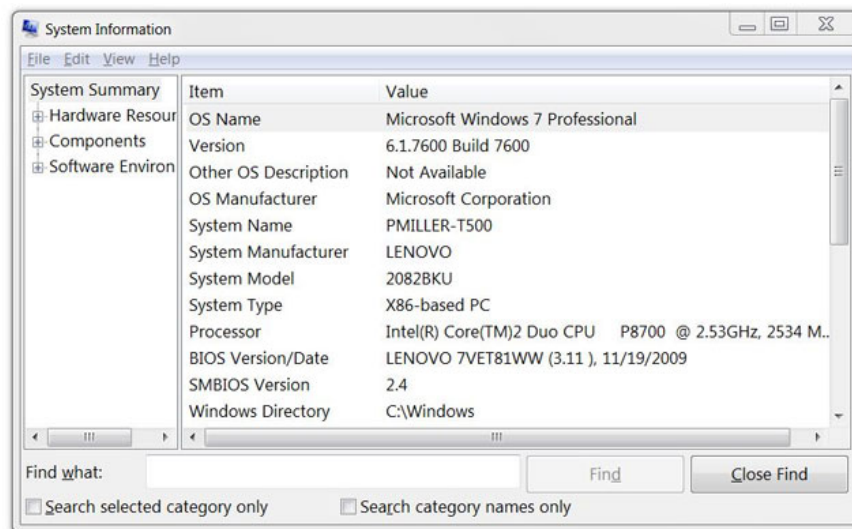 System Information
File Edit View Help
System Summary
Hardware Resour
Components
Software Environ
Item Value
OS Name Microsoft Windows 7 Professional
Version 6.1.7600 Build 7600
Other OS Description Not Available
OS Manufacturer Microsoft Corporation
System Name PMILLER-T500
System Manufacturer LENOVO
System Model 2082BKU
System Type X86-based PC
Processor Intel(R) Core(TM)2 Duo CPU P8700 @ 2.53GHz, 2534 M..
BIOS Version/Date LENOVO 7VET81WW (3.11 ), 11/19/2009
SMBIOS Version 2.4
Windows Directory C:\Windows
Find what: Find Close Find
Search selected category only Search category names only